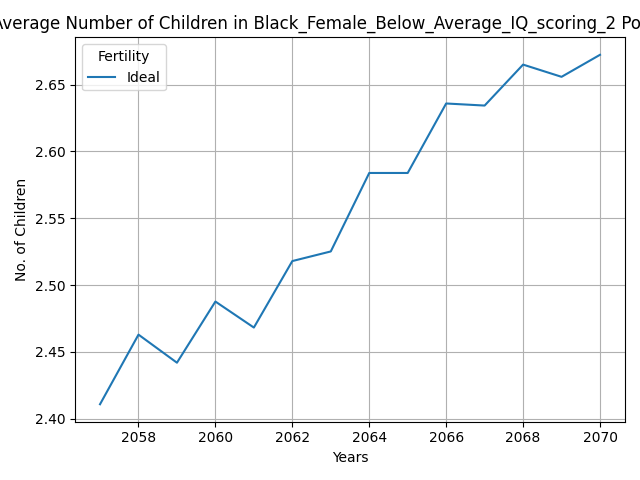 Average Number of Children in Black_Female_Below_Average_IQ_scoring_2 Po
Fertility
Ideal
No. of Children
2.65
2.60
2.55
2.50
2.45
2.40
2058 2060 2062 2064 2066 2068 2070
Years